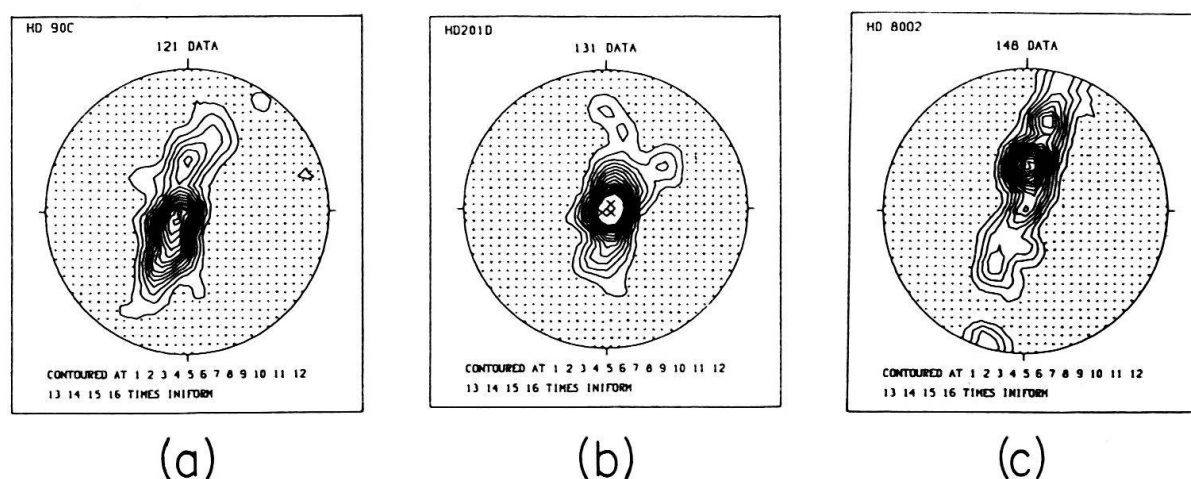 HD 90C
121 DATA
CONTOURED AT 1 2 3 4 5 6 7 8 9 10 11 12
13 14 15 16 TIMES INIFORM
(a)
HD201D
131 DATA
CONTOURED AT 1 2 3 4 5 6 7 8 9 10 11 12
13 14 15 16 TIMES INIFORM
(b)
HD 8002
148 DATA
CONTOURED AT 1 2 3 4 5 6 7 8 9 10 11 12
13 14 15 16 TIMES INIFORM
(c)